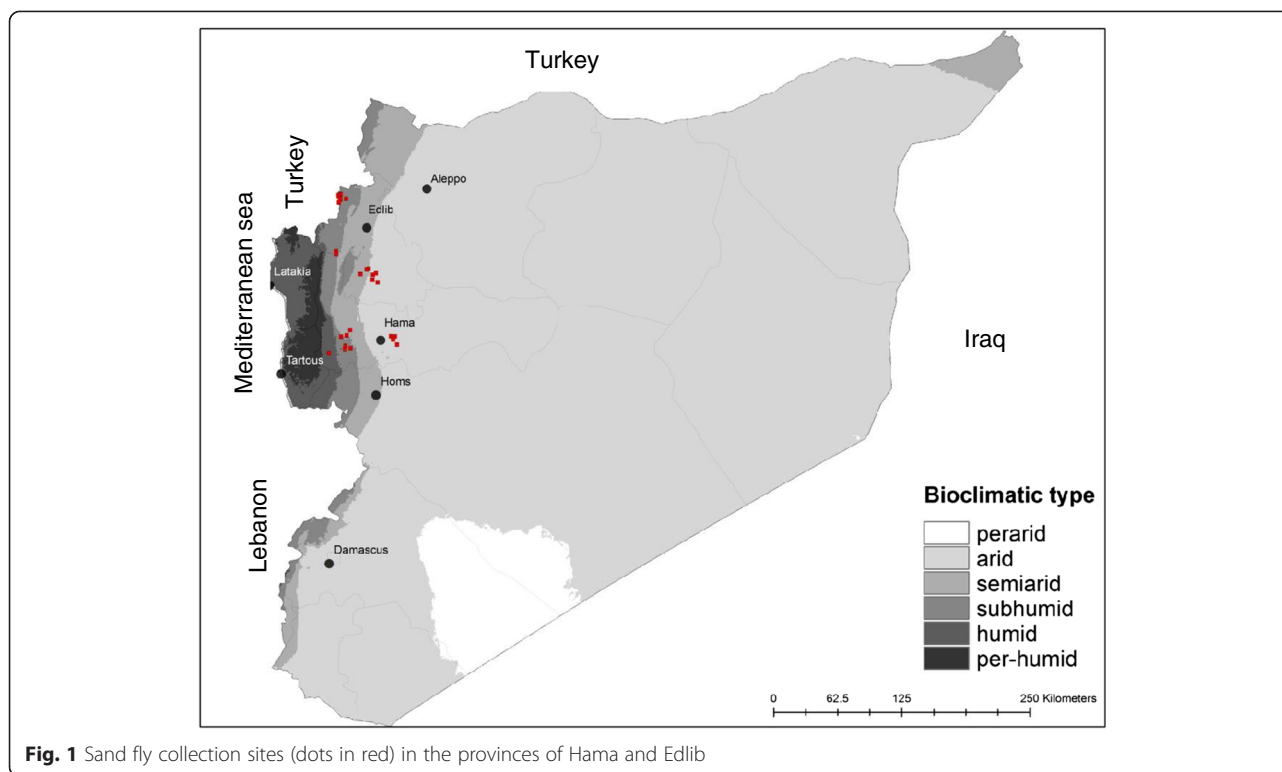 Turkey
Turkey
Mediterranean sea
Aleppo
Edlib
Latakia
Hama
Tartous
Homs
Iraq
Lebanon
Damascus
Bioclimatic type
perarid
arid
semiarid
subhumid
humid
per-humid
0 62.5 125 250 Kilometers
Fig. 1 Sand fly collection sites (dots in red) in the provinces of Hama and Edlib